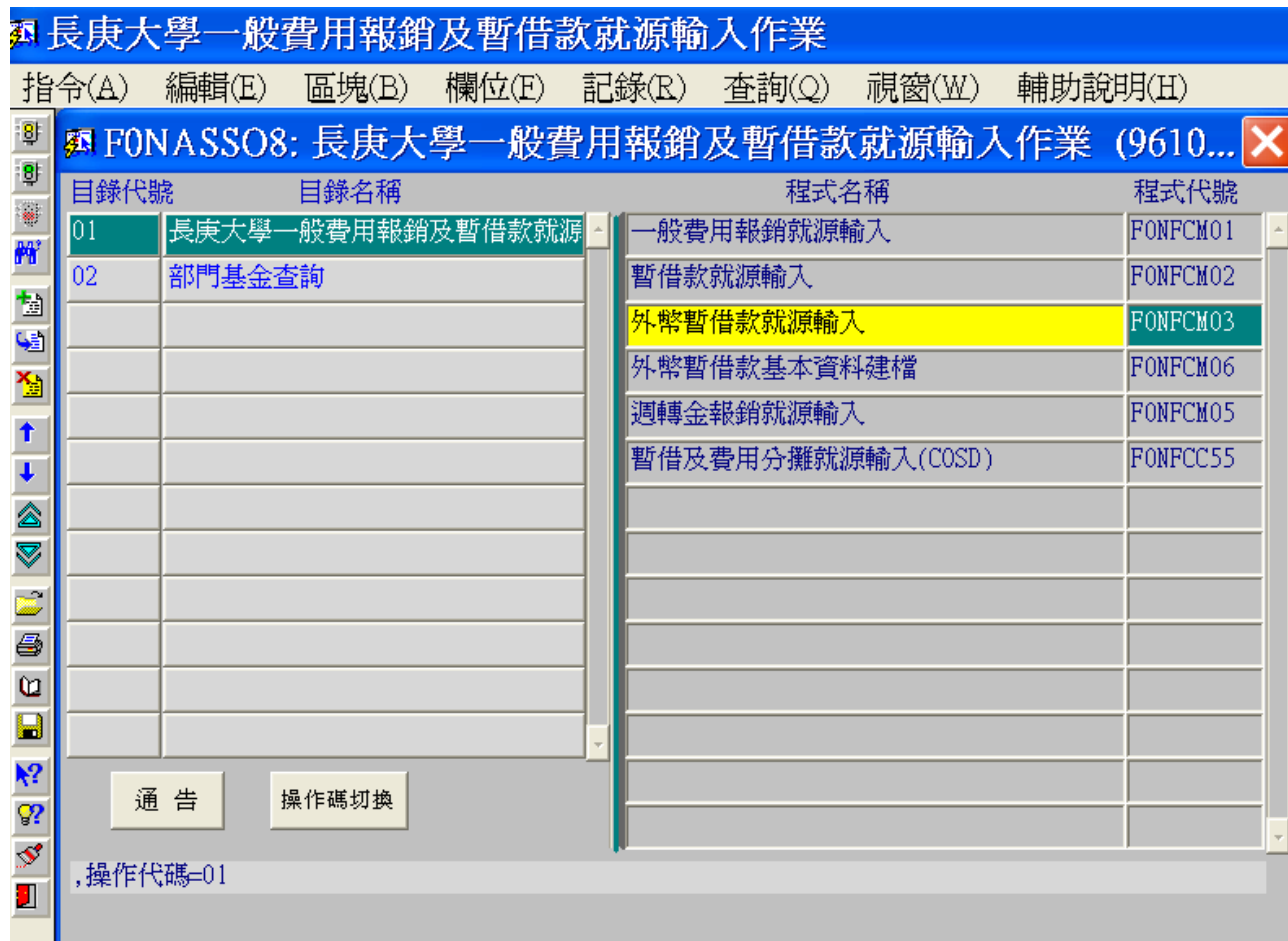 長庚大學一般費用報銷及暫借款就源輸入作業
指令(A) 編輯(E) 區塊(B) 欄位(F) 記錄(R) 查詢(Q) 視窗(W) 輔助說明(H)
F0NASSO8: 長庚大學一般費用報銷及暫借款就源輸入作業 (9610...
目錄代號 目錄名稱 程式名稱 程式代號
01 長庚大學一般費用報銷及暫借款就源 一般費用報銷就源輸入 F0NFCM01
02 部門基金查詢 暫借款就源輸入 F0NFCM02
外幣暫借款就源輸入 F0NFCM03
外幣暫借款基本資料建檔 F0NFCM06
週轉金報銷就源輸入 F0NFCM05
暫借及費用分攤就源輸入(COSD) F0NFCC55
通 告 操作碼切換
,操作代碼=01